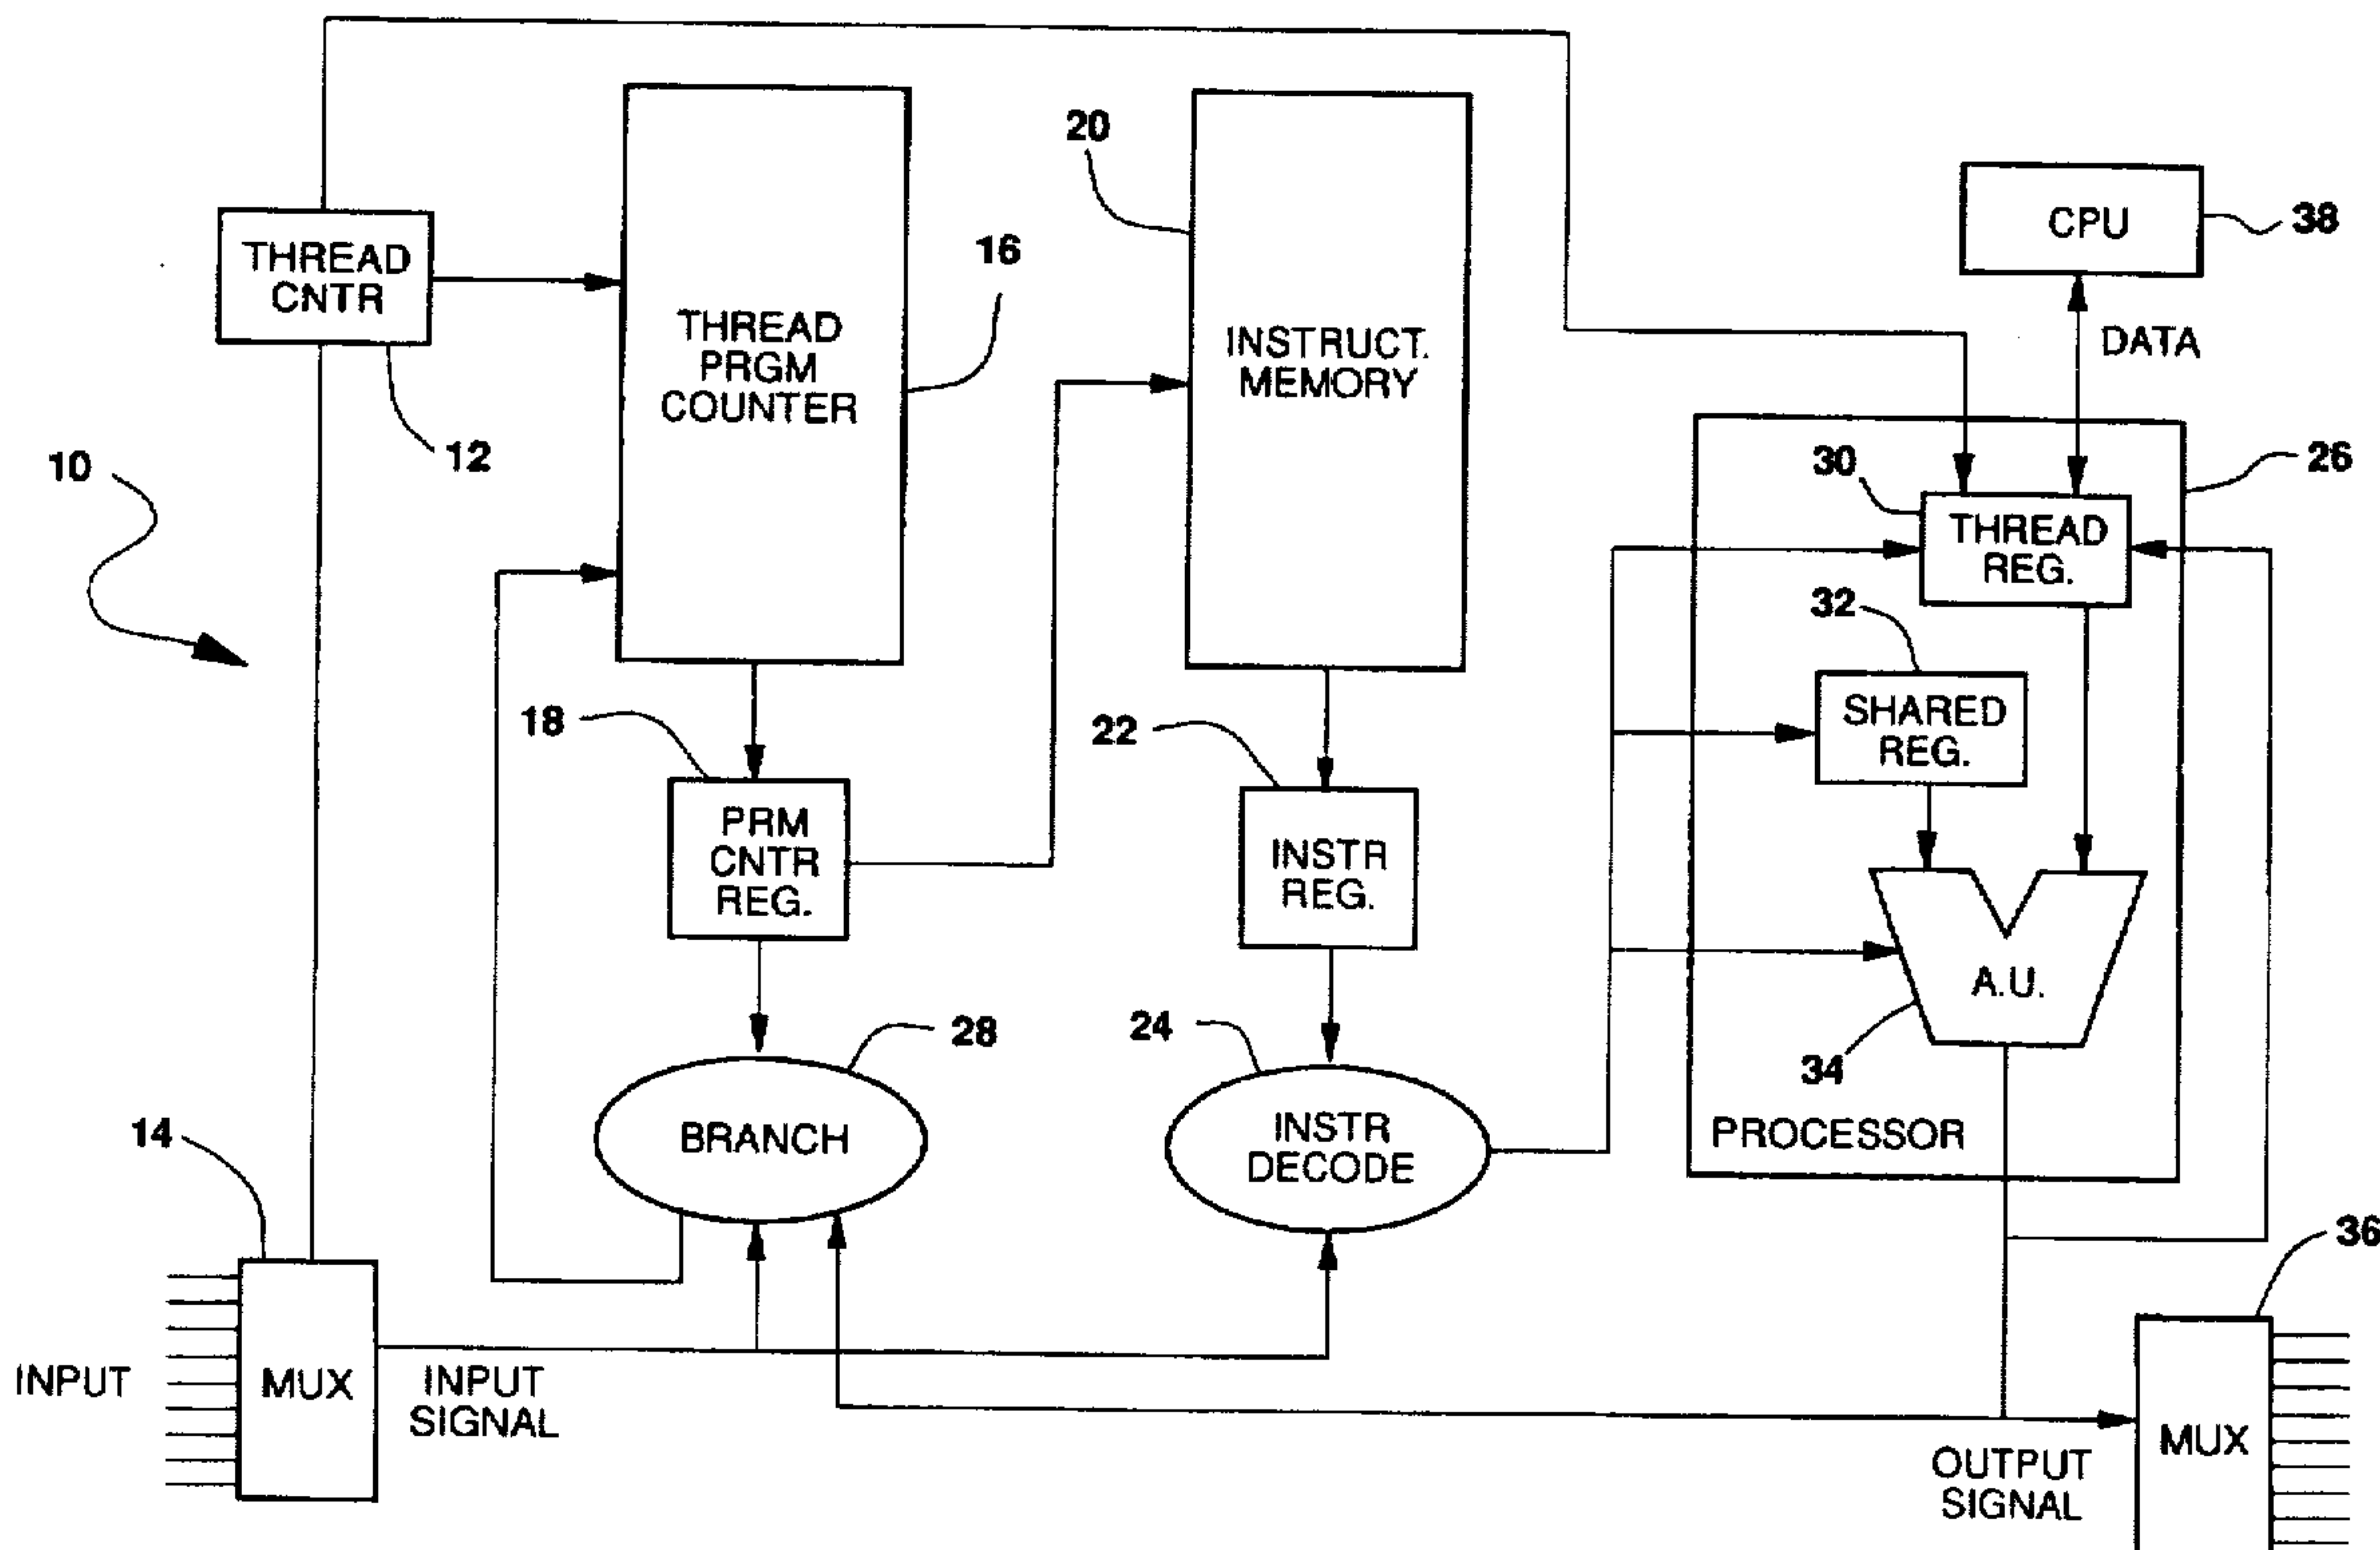 20
CPU
38
THREAD
CNTR
16
THREAD
PRGM
COUNTER
INSTRUCT.
MEMORY
DATA
12
10
30
26
THREAD
REG.
32
18
22
SHARED
REG.
PRM
CNTR
REG.
INSTR
REG.
A.U.
28
24
34
14
BRANCH
INSTR
DECODE
PROCESSOR
36
INPUT
MUX
INPUT
SIGNAL
MUX
OUTPUT
SIGNAL